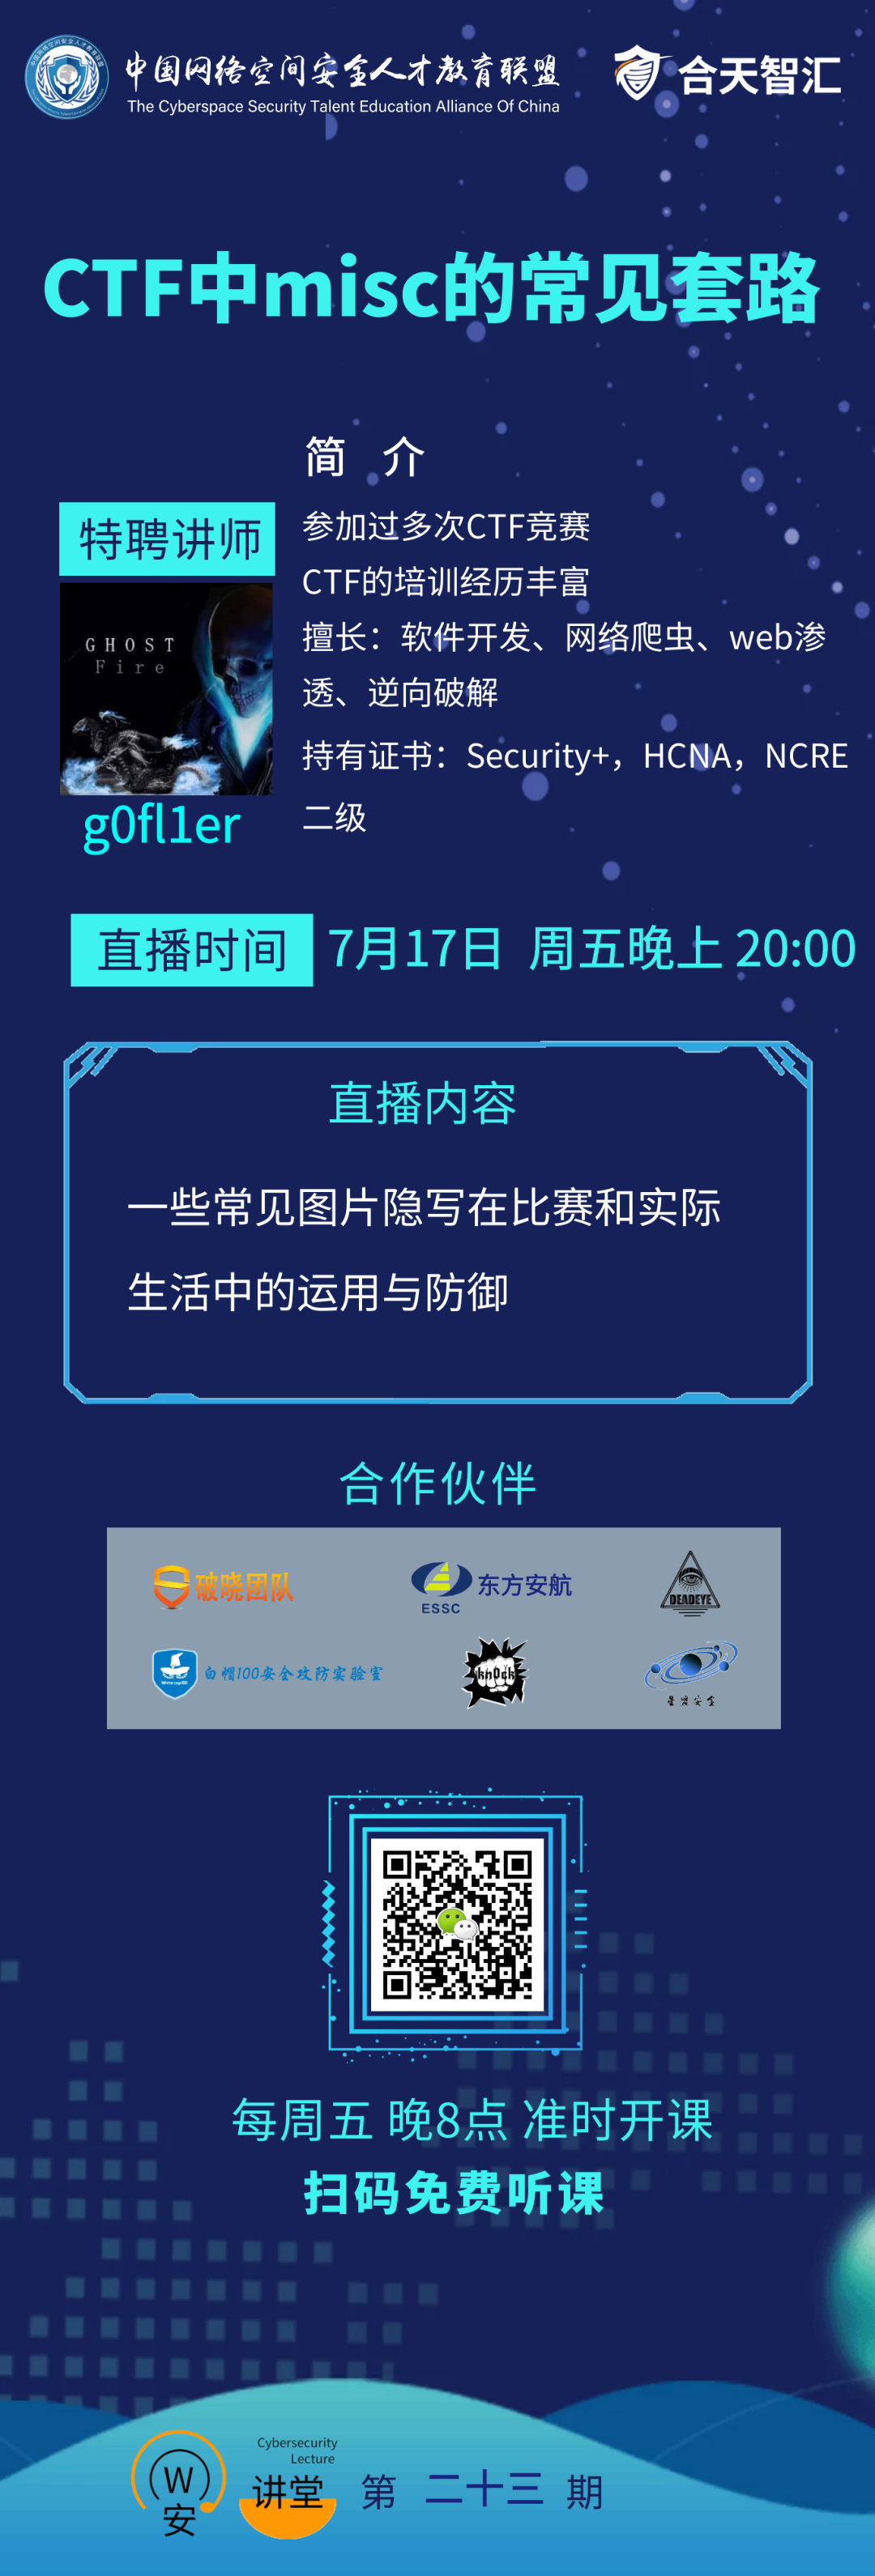 中国网络空间安全人才教育联盟
The Cyberspace Security Talent Education Alliance Of China
合天智汇
CTF中misc的常见套路
简 介
特聘讲师
参加过多次CTF竞赛
CTF的培训经历丰富
擅长：软件开发、网络爬虫、web渗
透、逆向破解
持有证书：Security+，HCNA，NCRE
二级
GHOST
Fire
g0fl1er
直播时间
7月17日 周五晚上 20:00
直播内容
一些常见图片隐写在比赛和实际
生活中的运用与防御
合作伙伴
破晓团队
ESSC
东方安航
DEADEYE
白帽100安全攻防实验室
kn0ck
星盟安全
每周五 晚8点 准时开课
扫码免费听课
W
安
Cybersecurity
Lecture
讲堂
第 二十三 期